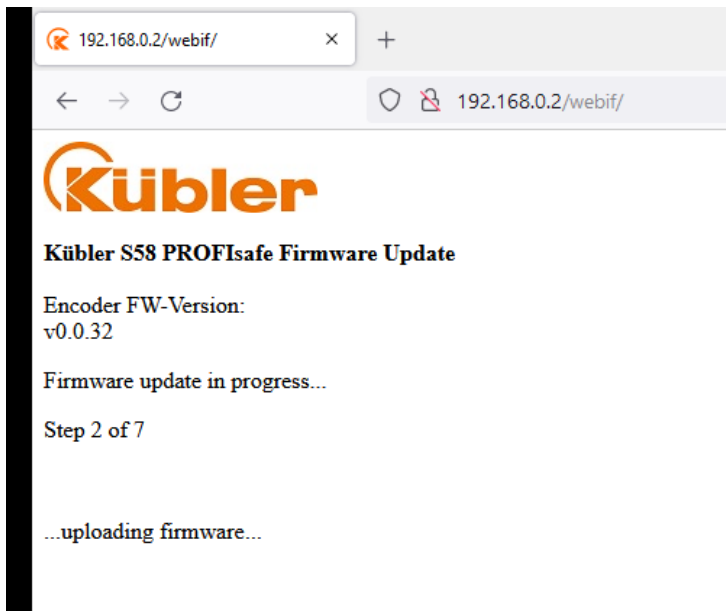 192.168.0.2/webif/
192.168.0.2/webif/
Kübler
Kübler S58 PROFIsafe Firmware Update
Encoder FW-Version:
v0.0.32
Firmware update in progress...
Step 2 of 7
...uploading firmware...